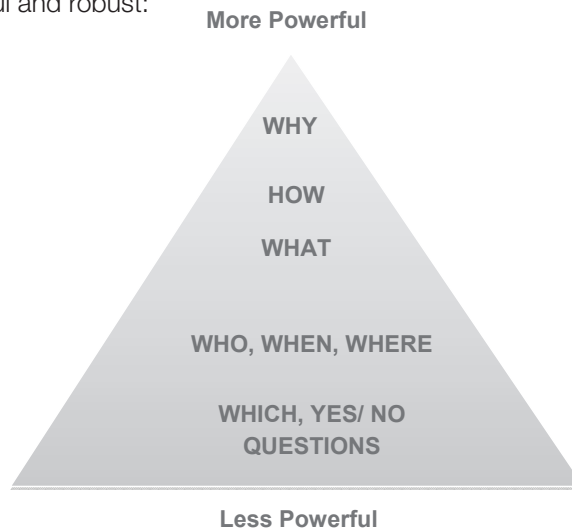 and robust:
More Powerful
WHY
HOW
WHAT
WHO, WHEN, WHERE
WHICH, YES/ NO
QUESTIONS
Less Powerful